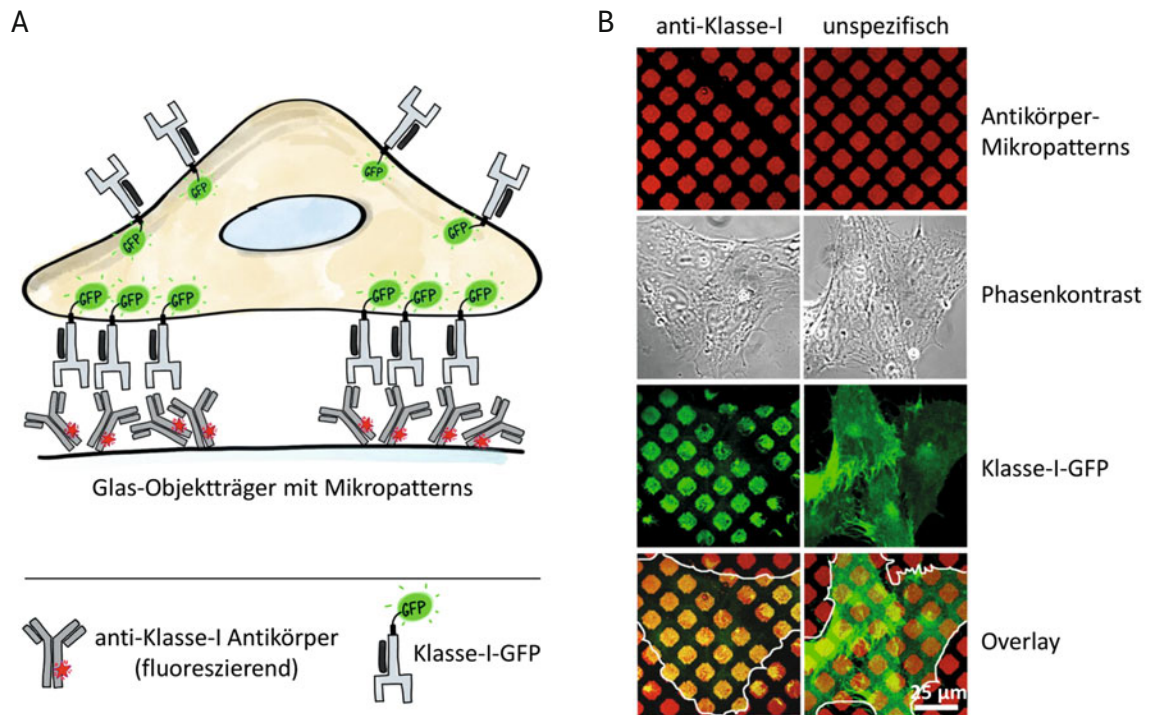 A
GFP
GFP
GFP
GFP
GFP
GFP
GFP
GFP
GFP
GFP
Glas-Objektträger mit Mikropatterns
anti-Klasse-I Antikörper
(fluoreszierend)
GFP
Klasse-I-GFP
B
anti-Klasse-I
unspezifisch
Antikörper-
Mikropatterns
Phasenkontrast
Klasse-I-GFP
Overlay
25 µm